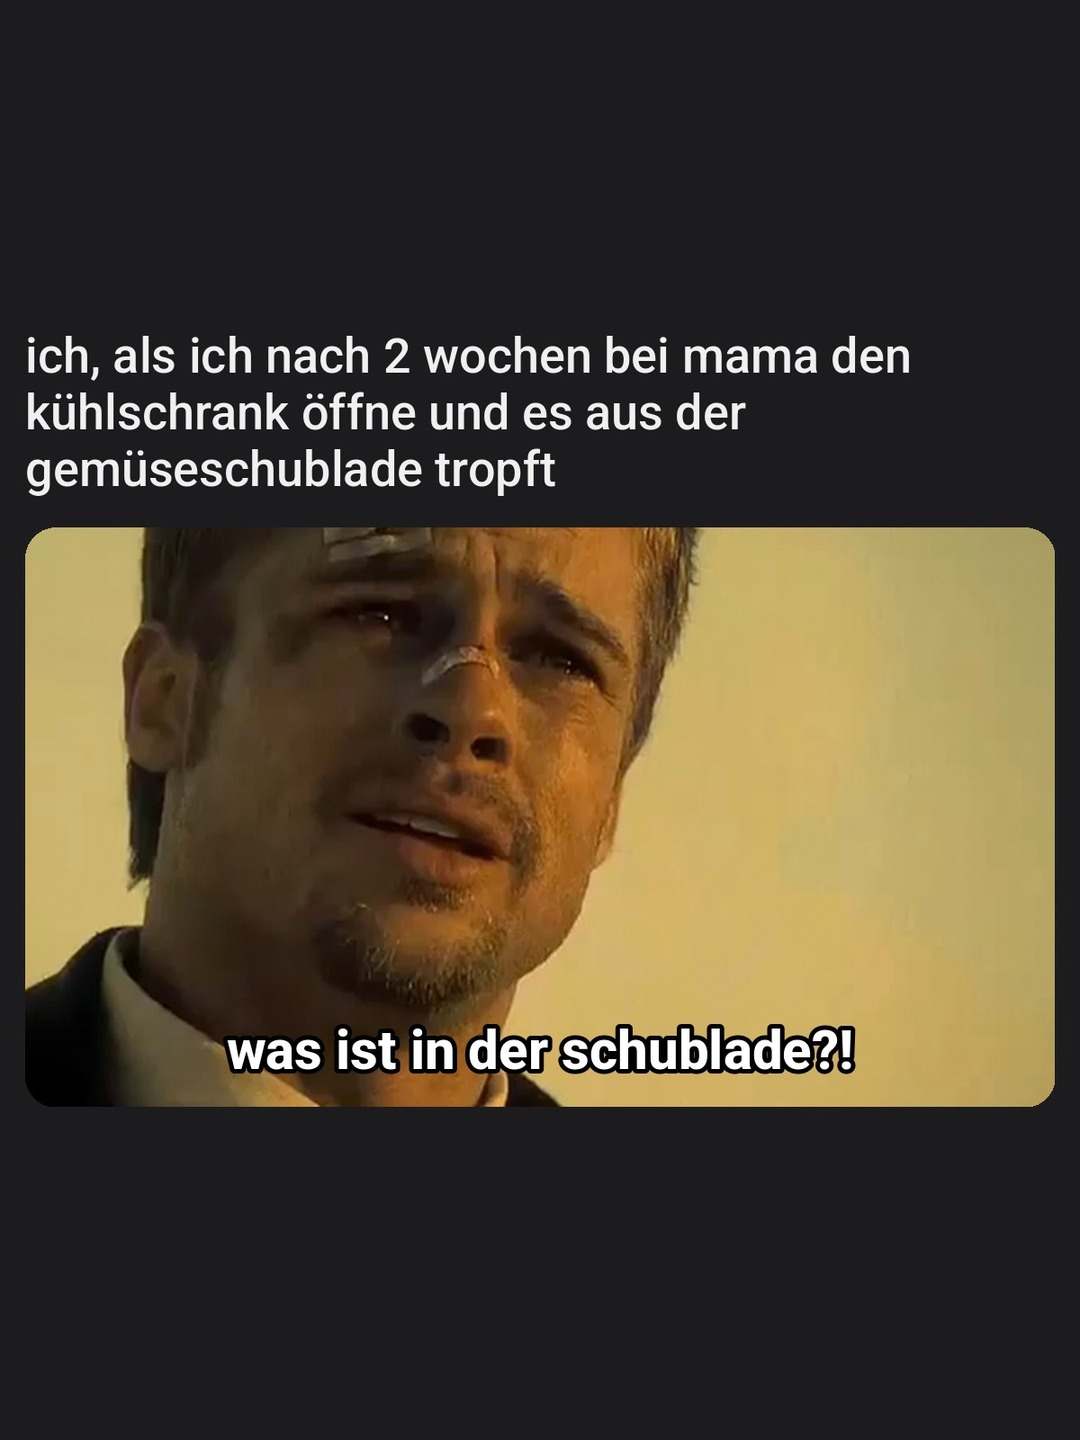 ich, als ich nach 2 wochen bei mama den
kühlschrank öffne und es aus der
gemüseschublade tropft
was ist in der schublade?!